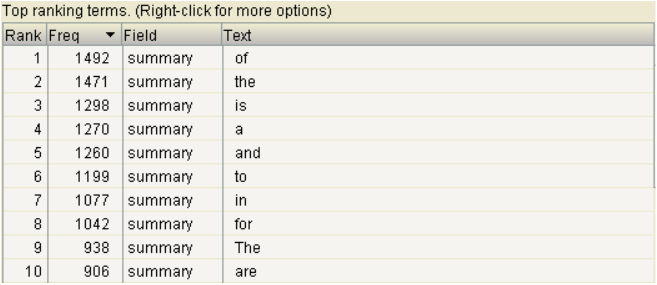 Top ranking terms. (Right-click for more options)
Rank Freq ▼ Field Text
1 1492 summary of
2 1471 summary the
3 1298 summary is
4 1270 summary a
5 1260 summary and
6 1199 summary to
7 1077 summary in
8 1042 summary for
9 938 summary The
10 906 summary are